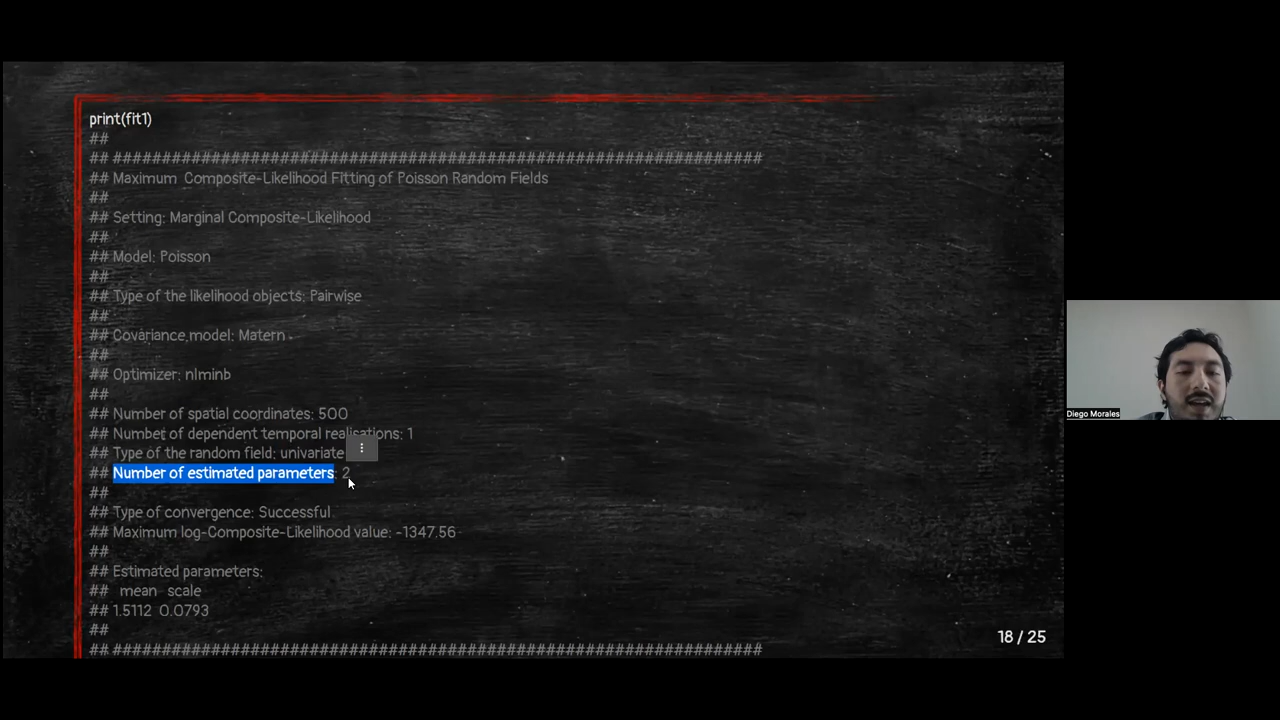 print(fit1)
##
## ##################################################################
## Maximum  Composite-Likelihood Fitting of Poisson Random Fields
##
## Setting: Marginal Composite-Likelihood
##
## Model: Poisson
##
## Type of the likelihood objects: Pairwise
##
## Covariance model: Matern
##
## Optimizer: nlminb
##
## Number of spatial coordinates: 500
## Number of dependent temporal realisations: 1
## Type of the random field: univariate
## Number of estimated parameters: 2
##
## Type of convergence: Successful
## Maximum log-Composite-Likelihood value: -1347.56
##
## Estimated parameters:
##   mean   scale
## 1.5112  0.0793
##
## ##################################################################
18 / 25
Diego Morales